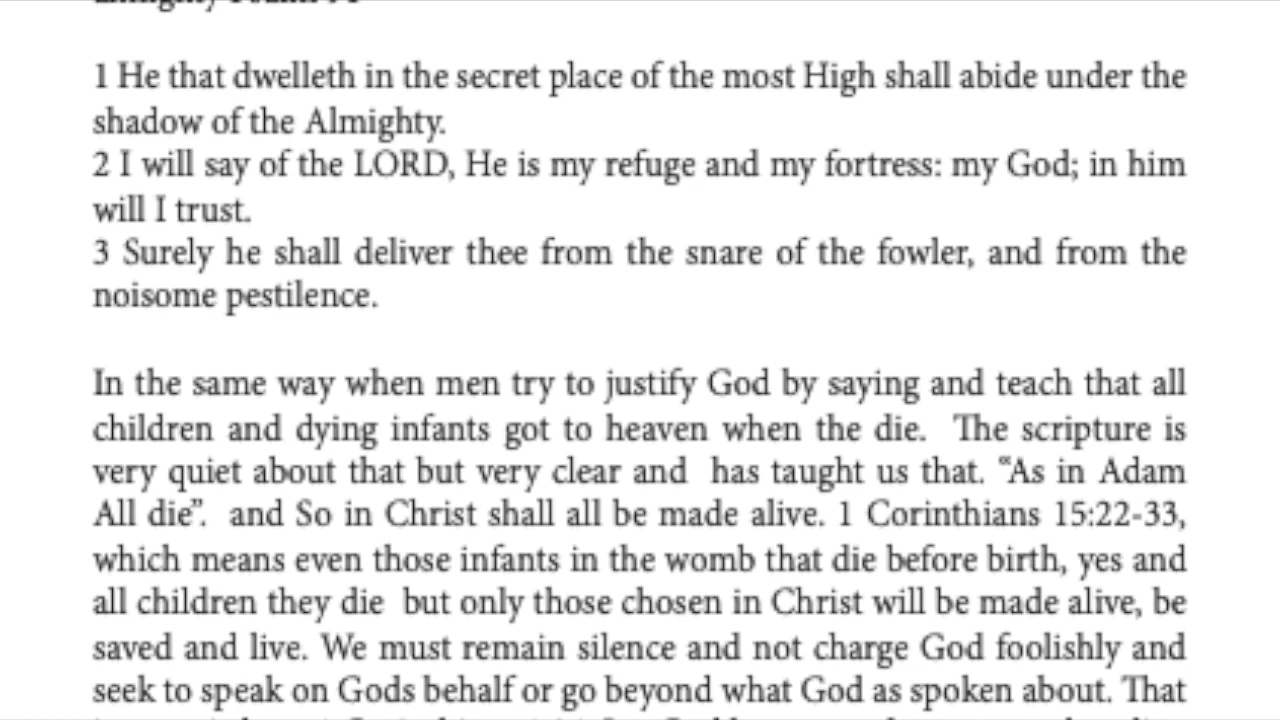 1 He that dwelleth in the secret place of the most High shall abide under the
shadow of the Almighty.
2 I will say of the LORD, He is my refuge and my fortress: my God; in him
will I trust.
3 Surely he shall deliver thee from the snare of the fowler, and from the
noisome pestilence.
In the same way when men try to justify God by saying and teach that all
children and dying infants got to heaven when the die.  The scripture is
very quiet about that but very clear and  has taught us that. “As in Adam
All die”.  and So in Christ shall all be made alive. 1 Corinthians 15:22-33,
which means even those infants in the womb that die before birth, yes and
all children they die  but only those chosen in Christ will be made alive, be
saved and live. We must remain silence and not charge God foolishly and
seek to speak on Gods behalf or go beyond what God as spoken about. That